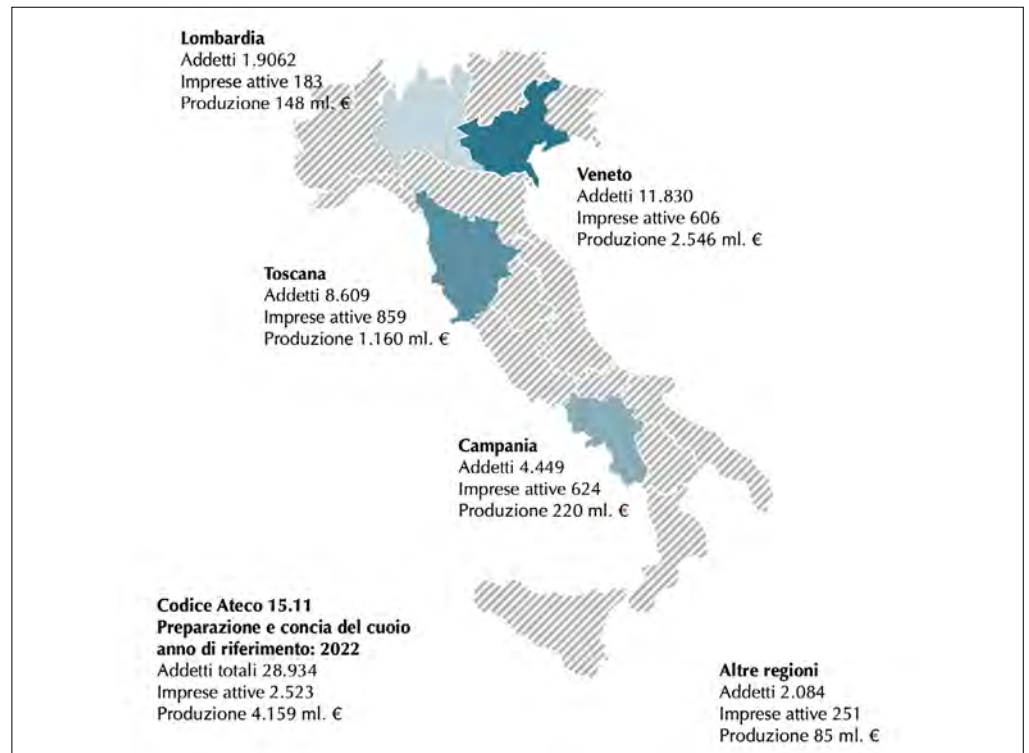 Lombardia
Addetti 1.9062
Imprese attive 183
Produzione 148 ml. €
Veneto
Addetti 11.830
Imprese attive 606
Produzione 2.546 ml. €
Toscana
Addetti 8.609
Imprese attive 859
Produzione 1.160 ml. €
Campania
Addetti 4.449
Imprese attive 624
Produzione 220 ml. €
Codice Ateco 15.11
Preparazione e concia del cuoio
anno di riferimento: 2022
Addetti totali 28.934
Imprese attive 2.523
Produzione 4.159 ml. €
Altre regioni
Addetti 2.084
Imprese attive 251
Produzione 85 ml. €